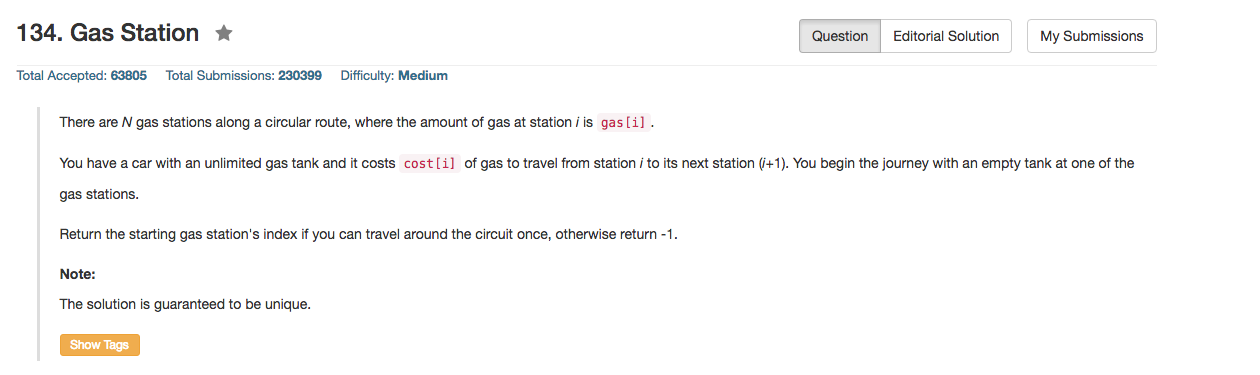 134. Gas Station ★
Question Editorial Solution My Submissions
Total Accepted: 63805 Total Submissions: 230399 Difficulty: Medium
There are N gas stations along a circular route, where the amount of gas at station i is gas[i] .
You have a car with an unlimited gas tank and it costs cost[i] of gas to travel from station i to its next station (i+1). You begin the journey with an empty tank at one of the
gas stations.
Return the starting gas station's index if you can travel around the circuit once, otherwise return -1.
Note:
The solution is guaranteed to be unique.
Show Tags